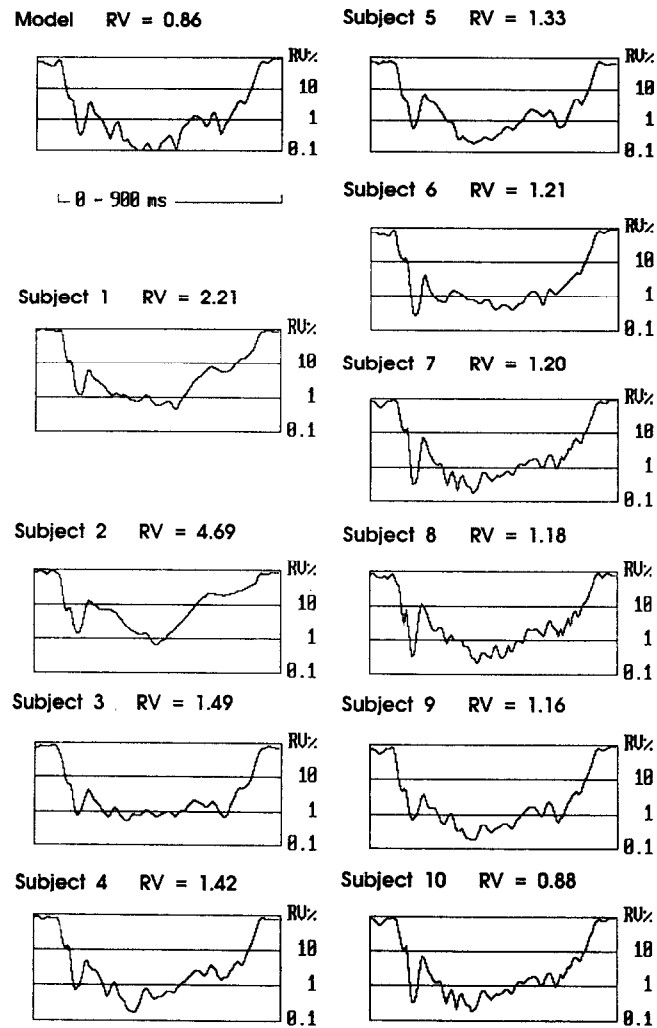 Model RV = 0.86
RV%
10
1
0.1
0 - 900 ms
Subject 1 RV = 2.21
RV%
10
1
0.1
Subject 2 RV = 4.69
RV%
10
1
0.1
Subject 3 RV = 1.49
RV%
10
1
0.1
Subject 4 RV = 1.42
RV%
10
1
0.1
Subject 5 RV = 1.33
RV%
10
1
0.1
Subject 6 RV = 1.21
RV%
10
1
0.1
Subject 7 RV = 1.20
RV%
10
1
0.1
Subject 8 RV = 1.18
RV%
10
1
0.1
Subject 9 RV = 1.16
RV%
10
1
0.1
Subject 10 RV = 0.88
RV%
10
1
0.1